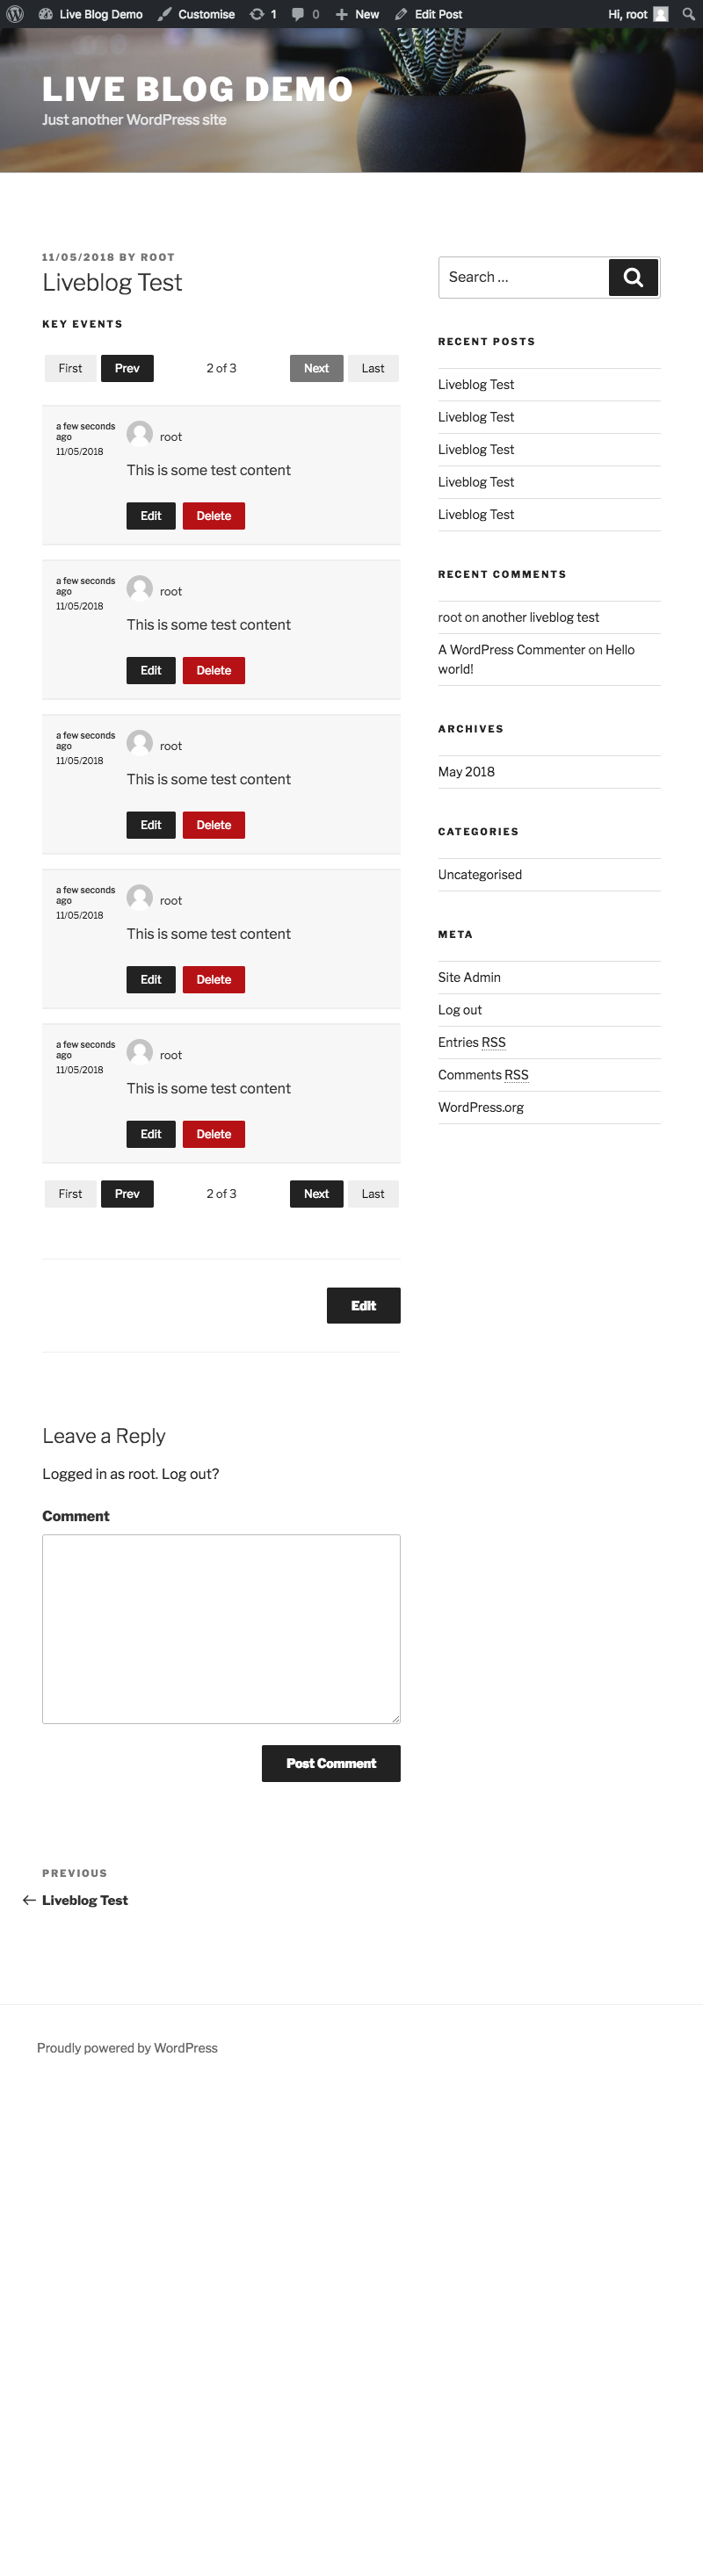 Live Blog Demo Customise 1 0 New Edit Post Hi, root
LIVE BLOG DEMO
Just another WordPress site
11/05/2018 BY ROOT
Liveblog Test
KEY EVENTS
First Prev 2 of 3 Next Last
a few seconds
ago
11/05/2018
root
This is some test content
Edit Delete
a few seconds
ago
11/05/2018
root
This is some test content
Edit Delete
a few seconds
ago
11/05/2018
root
This is some test content
Edit Delete
a few seconds
ago
11/05/2018
root
This is some test content
Edit Delete
a few seconds
ago
11/05/2018
root
This is some test content
Edit Delete
First Prev 2 of 3 Next Last
Edit
Leave a Reply
Logged in as root. Log out?
Comment
Post Comment
PREVIOUS
← Liveblog Test
Search …
RECENT POSTS
Liveblog Test
Liveblog Test
Liveblog Test
Liveblog Test
Liveblog Test
RECENT COMMENTS
root on another liveblog test
A WordPress Commenter on Hello
world!
ARCHIVES
May 2018
CATEGORIES
Uncategorised
META
Site Admin
Log out
Entries RSS
Comments RSS
WordPress.org
Proudly powered by WordPress